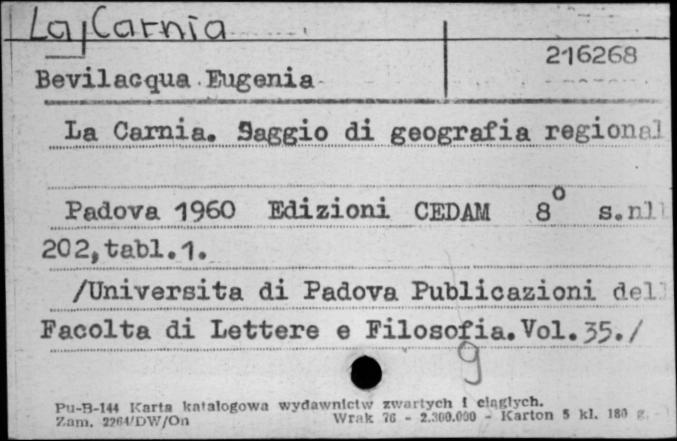 La Carnia
216268
Bevilacqua Eugenia
La Carnia. Saggio di geografia regional
Padova 1960 Edizioni CEDAM 8° s.nll
202,tabl.1.
/Universita di Padova Publicazioni dell
Facolta di Lettere e Filosofia.Vol.35./
9
Pu-B-144 Karta katalogowa wydawnictw zwartych i ciągłych.
Zam. 2264/DW/On Wrak 76 - 2.300.000 - Karton 5 kl. 180 g.